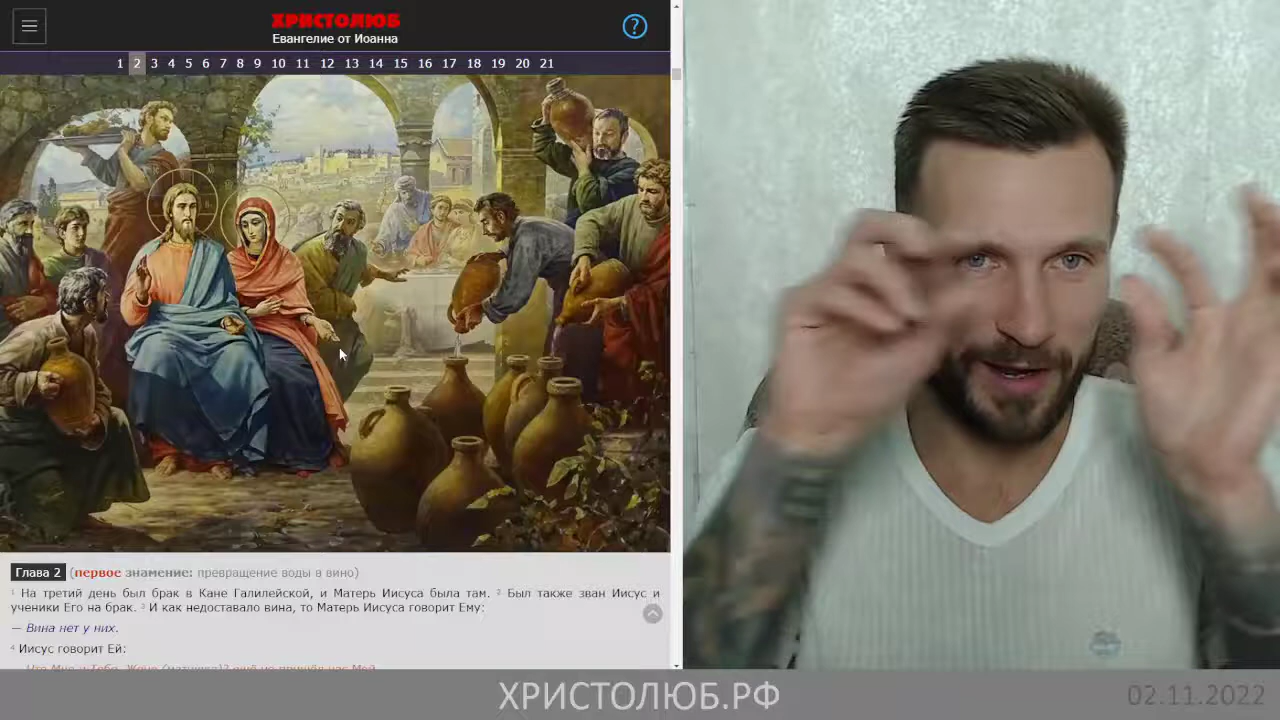 ХРИСТОЛЮБ
Евангелие от Иоанна
?
1 2 3 4 5 6 7 8 9 10 11 12 13 14 15 16 17 18 19 20 21
Глава 2 (первое знамение: превращение воды в вино)
1 На третий день был брак в Кане Галилейской, и Матерь Иисуса была там. 2 Был также зван Иисус и
ученики Его на брак. 3 И как недоставало вина, то Матерь Иисуса говорит Ему:
— Вина нет у них.
4 Иисус говорит Ей:
ХРИСТОЛЮБ.РФ
02.11.2022